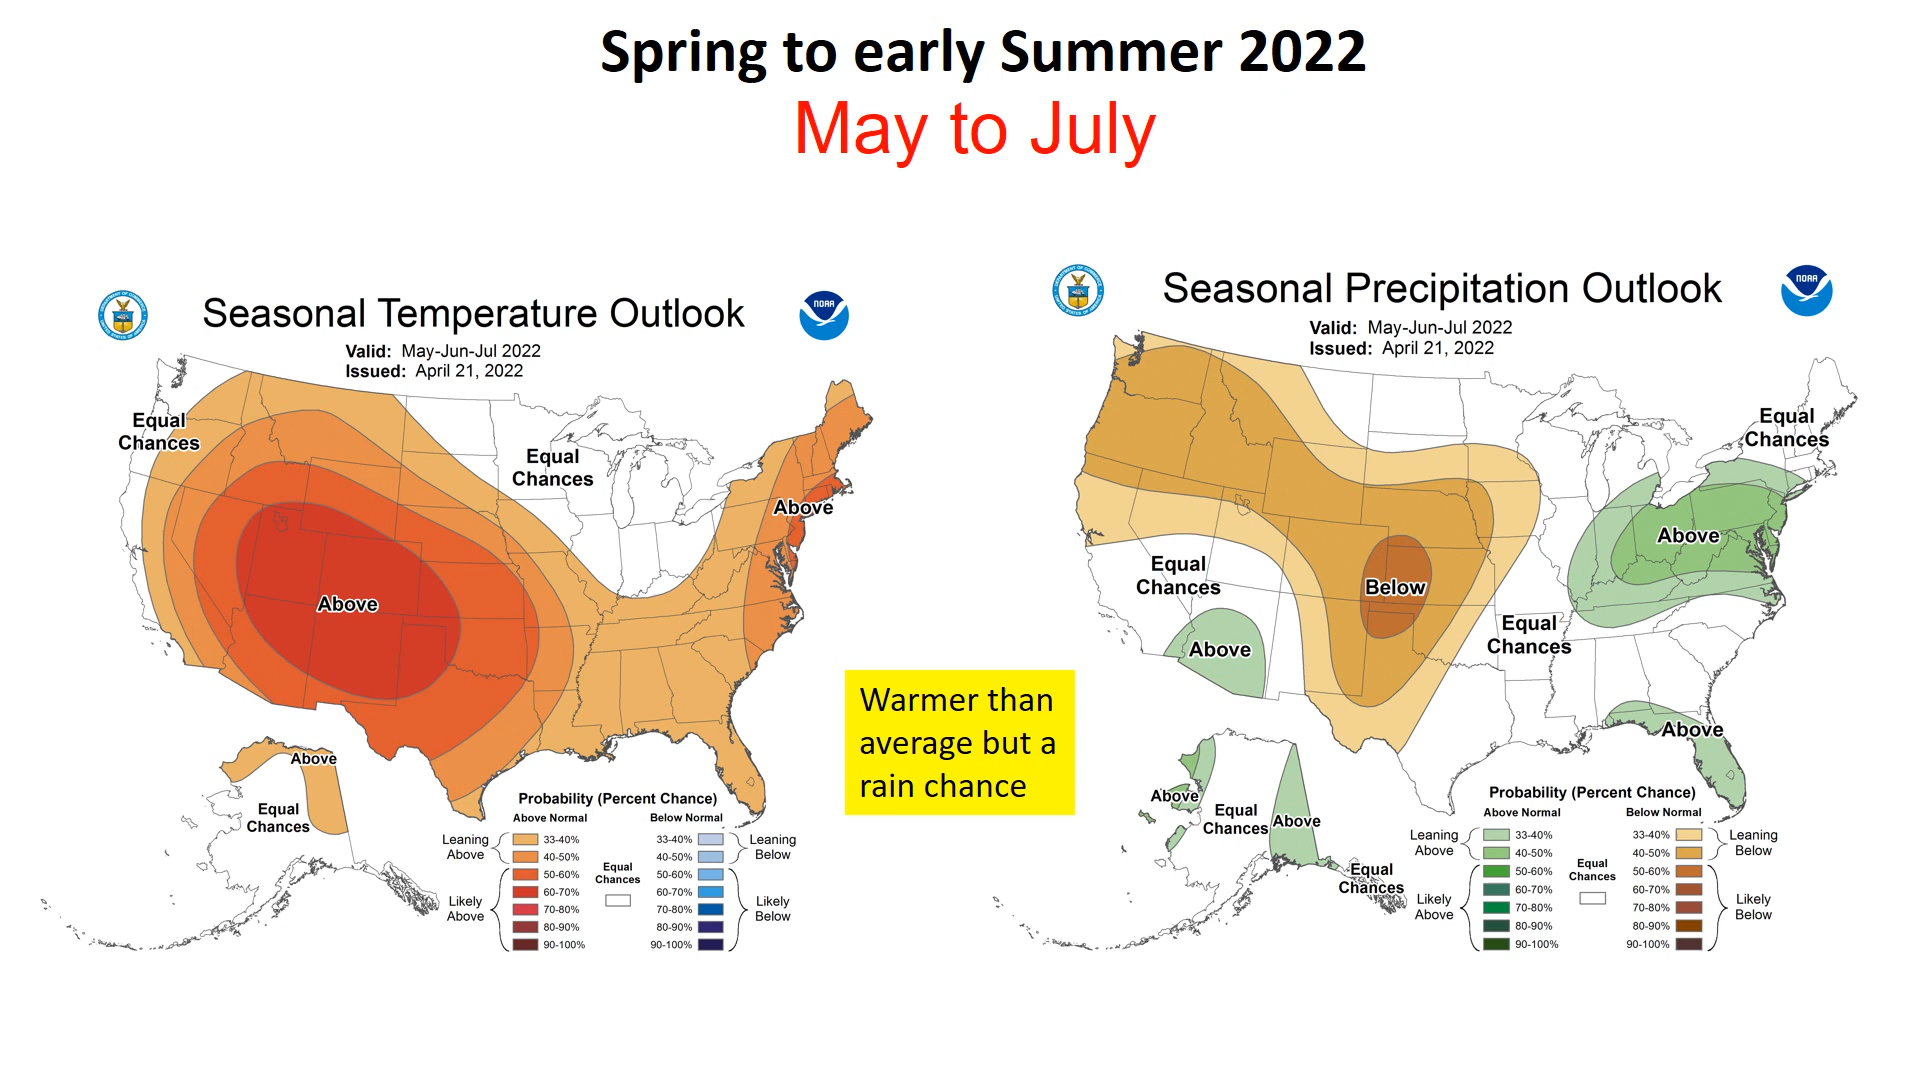 Spring to early Summer 2022
May to July
Seasonal Temperature Outlook
NOAA
Valid: May-Jun-Jul 2022
Issued: April 21, 2022
Equal
Chances
Equal
Chances
Above
Above
Above
Equal
Chances
Probability (Percent Chance)
Above Normal
Below Normal
Leaning
Above
33-40%
40-50%
Likely
Above
50-60%
60-70%
70-80%
80-90%
90-100%
Equal
Chances
33-40%
40-50%
Leaning
Below
50-60%
60-70%
70-80%
80-90%
90-100%
Likely
Below
Warmer than
average but a
rain chance
Seasonal Precipitation Outlook
NOAA
Valid: May-Jun-Jul 2022
Issued: April 21, 2022
Equal
Chances
Above
Equal
Chances
Below
Equal
Chances
Above
Above
Above
Equal
Chances
Above
Equal
Chances
Probability (Percent Chance)
Above Normal
Below Normal
Leaning
Above
33-40%
40-50%
Likely
Above
50-60%
60-70%
70-80%
80-90%
90-100%
Equal
Chances
33-40%
40-50%
Leaning
Below
50-60%
60-70%
70-80%
80-90%
90-100%
Likely
Below